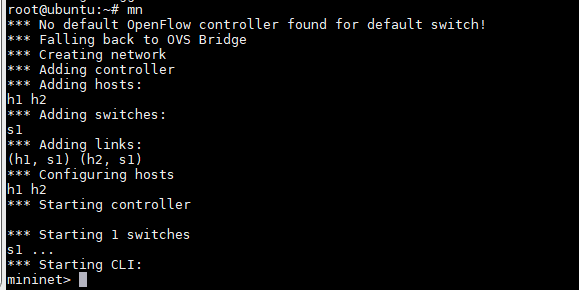 root@ubuntu:~# mn
*** No default OpenFlow controller found for default switch!
*** Falling back to OVS Bridge
*** Creating network
*** Adding controller
*** Adding hosts:
h1 h2
*** Adding switches:
s1
*** Adding links:
(h1, s1) (h2, s1)
*** Configuring hosts
h1 h2
*** Starting controller

*** Starting 1 switches
s1 ...
*** Starting CLI:
mininet>